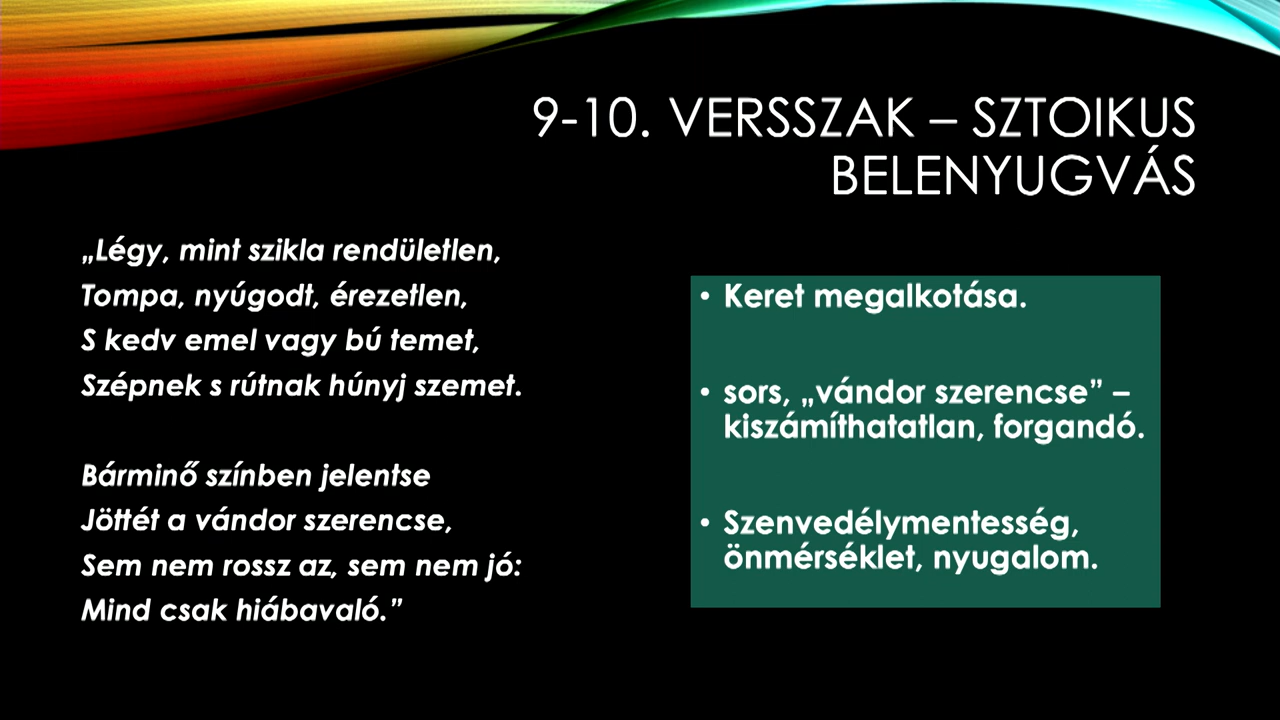 9-10. VERSSZAK – SZTOIKUS
BELENYUGVÁS
„Légy, mint szikla rendületlen,
Tompa, nyúgodt, érezetlen,
S kedv emel vagy bú temet,
Szépnek s rútnak húnyj szemet.
Bárminő színben jelentse
Jöttét a vándor szerencse,
Sem nem rossz az, sem nem jó:
Mind csak hiábavaló.”
• Keret megalkotása.
• sors, „vándor szerencse” –
kiszámíthatatlan, forgandó.
• Szenvedélymentesség,
önmérséklet, nyugalom.